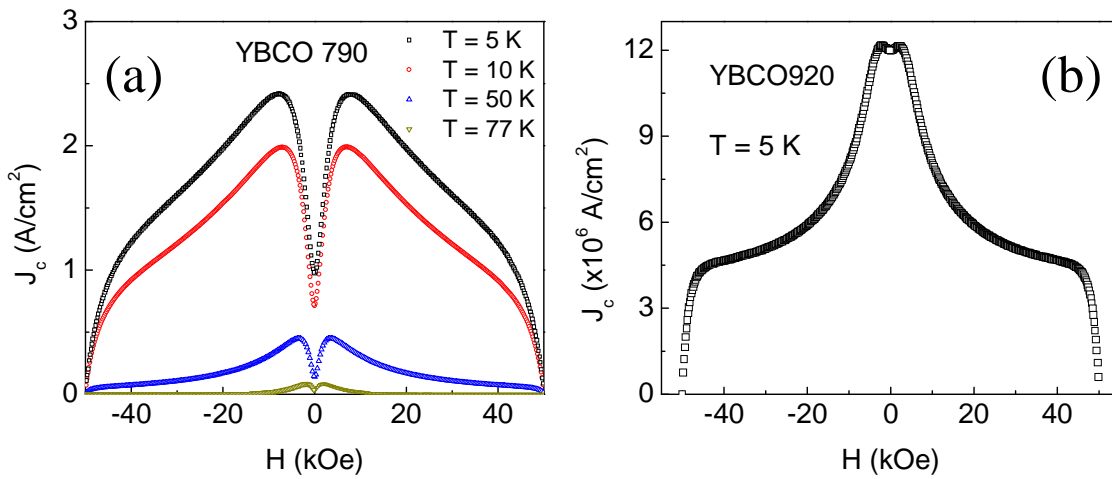 (a)
YBCO 790
T = 5 K
T = 10 K
T = 50 K
T = 77 K
3
2
1
0
J_c (A/cm^2)
-40 -20 0 20 40
H (kOe)
(b)
YBCO920
T = 5 K
12
9
6
3
0
J_c (x10^6 A/cm^2)
-40 -20 0 20 40
H (kOe)